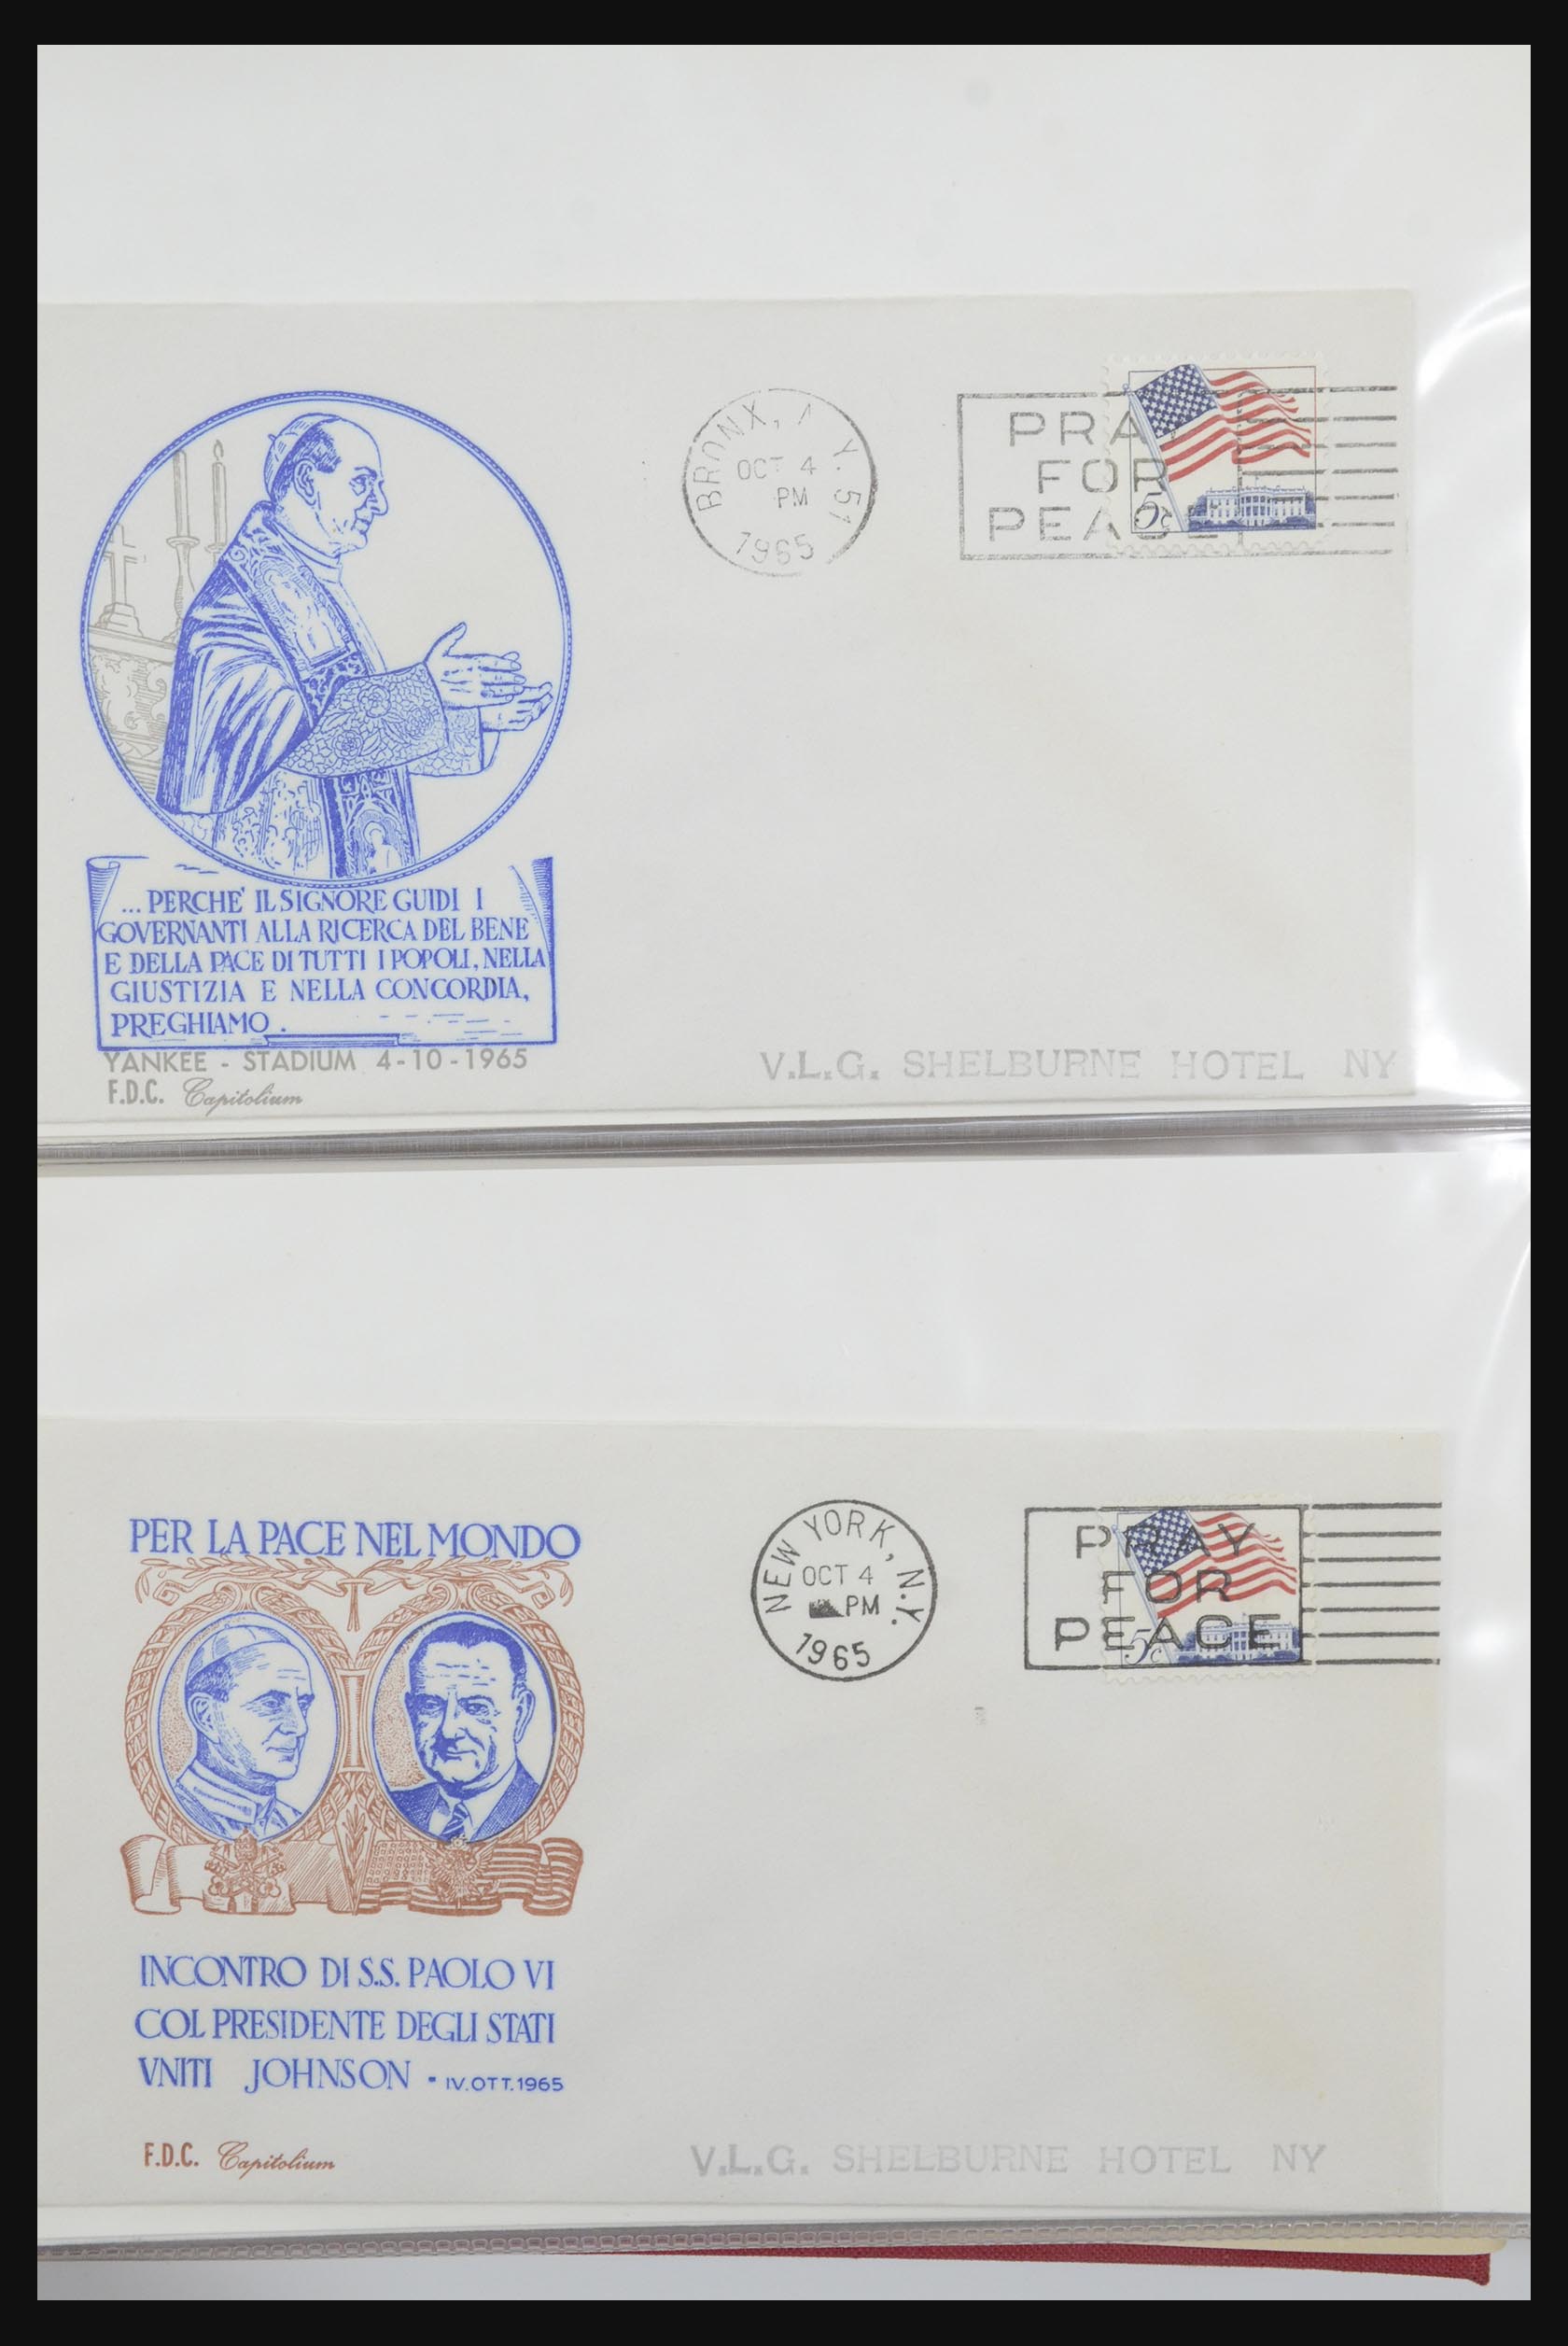 BRONX, N.Y. 51
OCT 4
PM
1965
PRAY
FOR
PEACE
5c
...PERCHE' IL SIGNORE GUIDI I
GOVERNANTI ALLA RICERCA DEL BENE
E DELLA PACE DI TUTTI I POPOLI, NELLA
GIUSTIZIA E NELLA CONCORDIA,
PREGHIAMO.
YANKEE - STADIUM 4-10-1965
F.D.C. Capitolium
V.L.G. SHELBURNE HOTEL NY
PER LA PACE NEL MONDO
NEW YORK, N.Y.
OCT 4
PM
1965
PRAY
FOR
PEACE
5c
INCONTRO DI S.S. PAOLO VI
COL PRESIDENTE DEGLI STATI
VNITI JOHNSON - IV.OTT.1965
F.D.C. Capitolium
V.L.G. SHELBURNE HOTEL NY